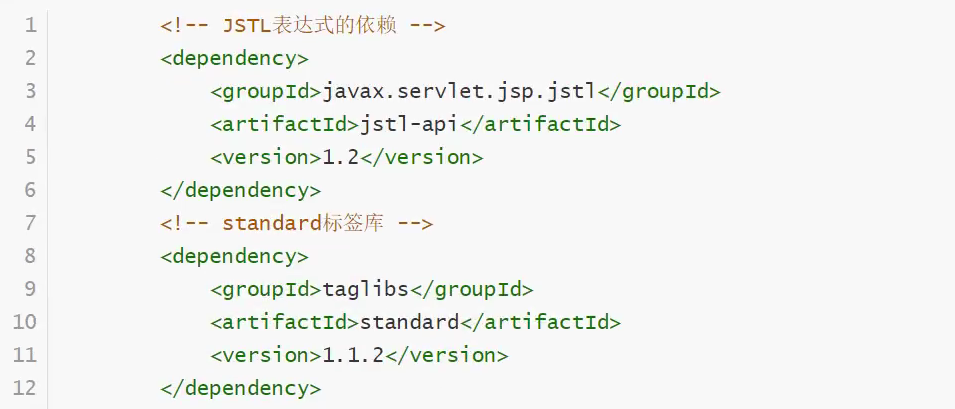 1 <!-- JSTL表达式的依赖 -->
2 <dependency>
3 <groupId>javax.servlet.jsp.jstl</groupId>
4 <artifactId>jstl-api</artifactId>
5 <version>1.2</version>
6 </dependency>
7 <!-- standard标签库 -->
8 <dependency>
9 <groupId>taglibs</groupId>
10 <artifactId>standard</artifactId>
11 <version>1.1.2</version>
12 </dependency>